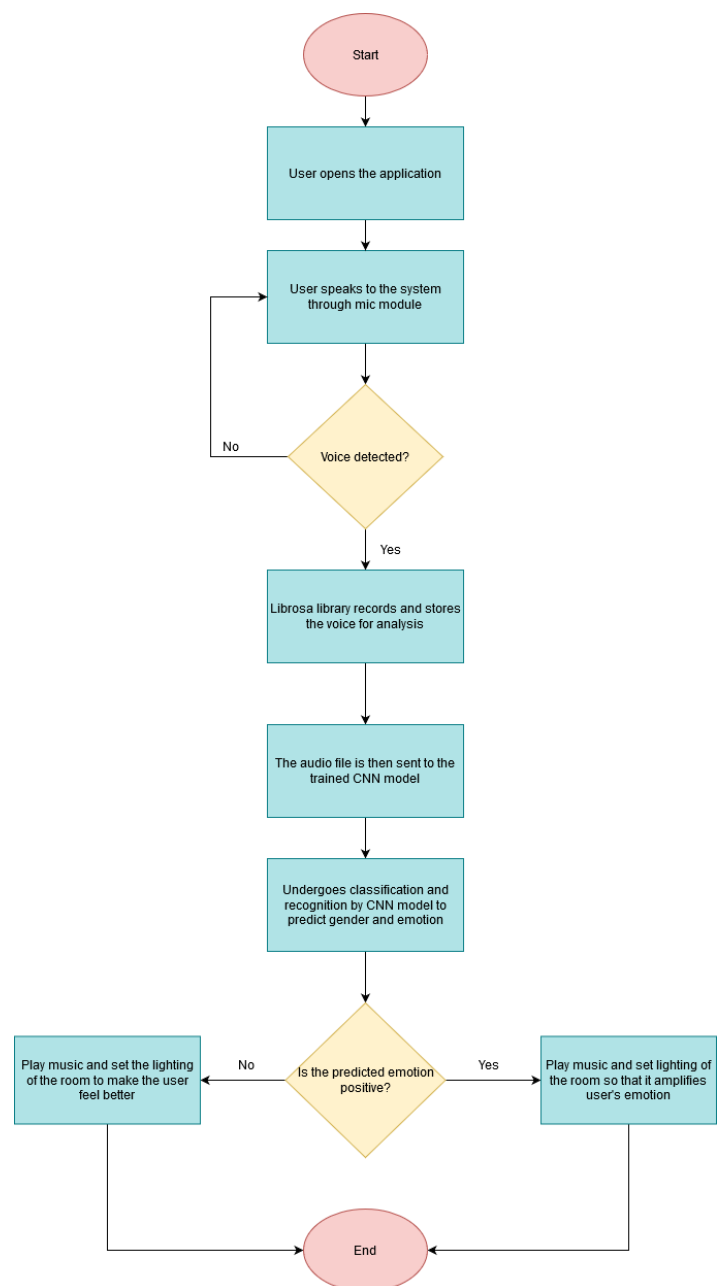 Start
User opens the application
User speaks to the system
through mic module
No
Voice detected?
Yes
Librosa library records and stores
the voice for analysis
The audio file is then sent to the
trained CNN model
Undergoes classification and
recognition by CNN model to
predict gender and emotion
Play music and set the lighting
of the room to make the user
feel better
No
Is the predicted emotion
positive?
Yes
Play music and set lighting of
the room so that it amplifies
user's emotion
End